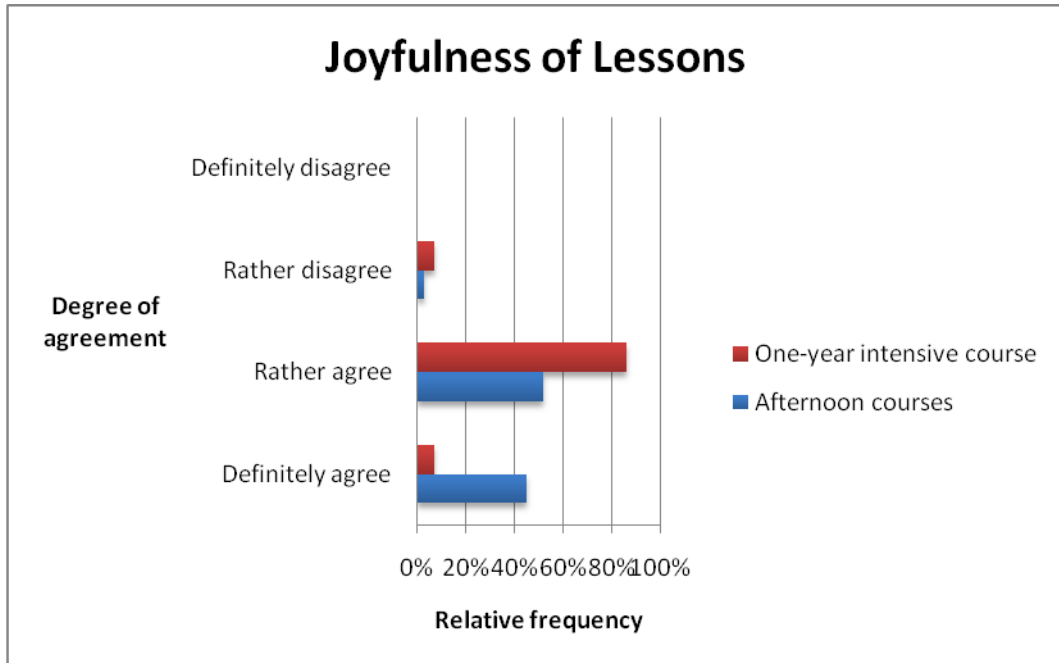 Joyfulness of Lessons
Definitely disagree
Rather disagree
Degree of
agreement
Rather agree
Definitely agree
One-year intensive course
Afternoon courses
0% 20% 40% 60% 80% 100%
Relative frequency